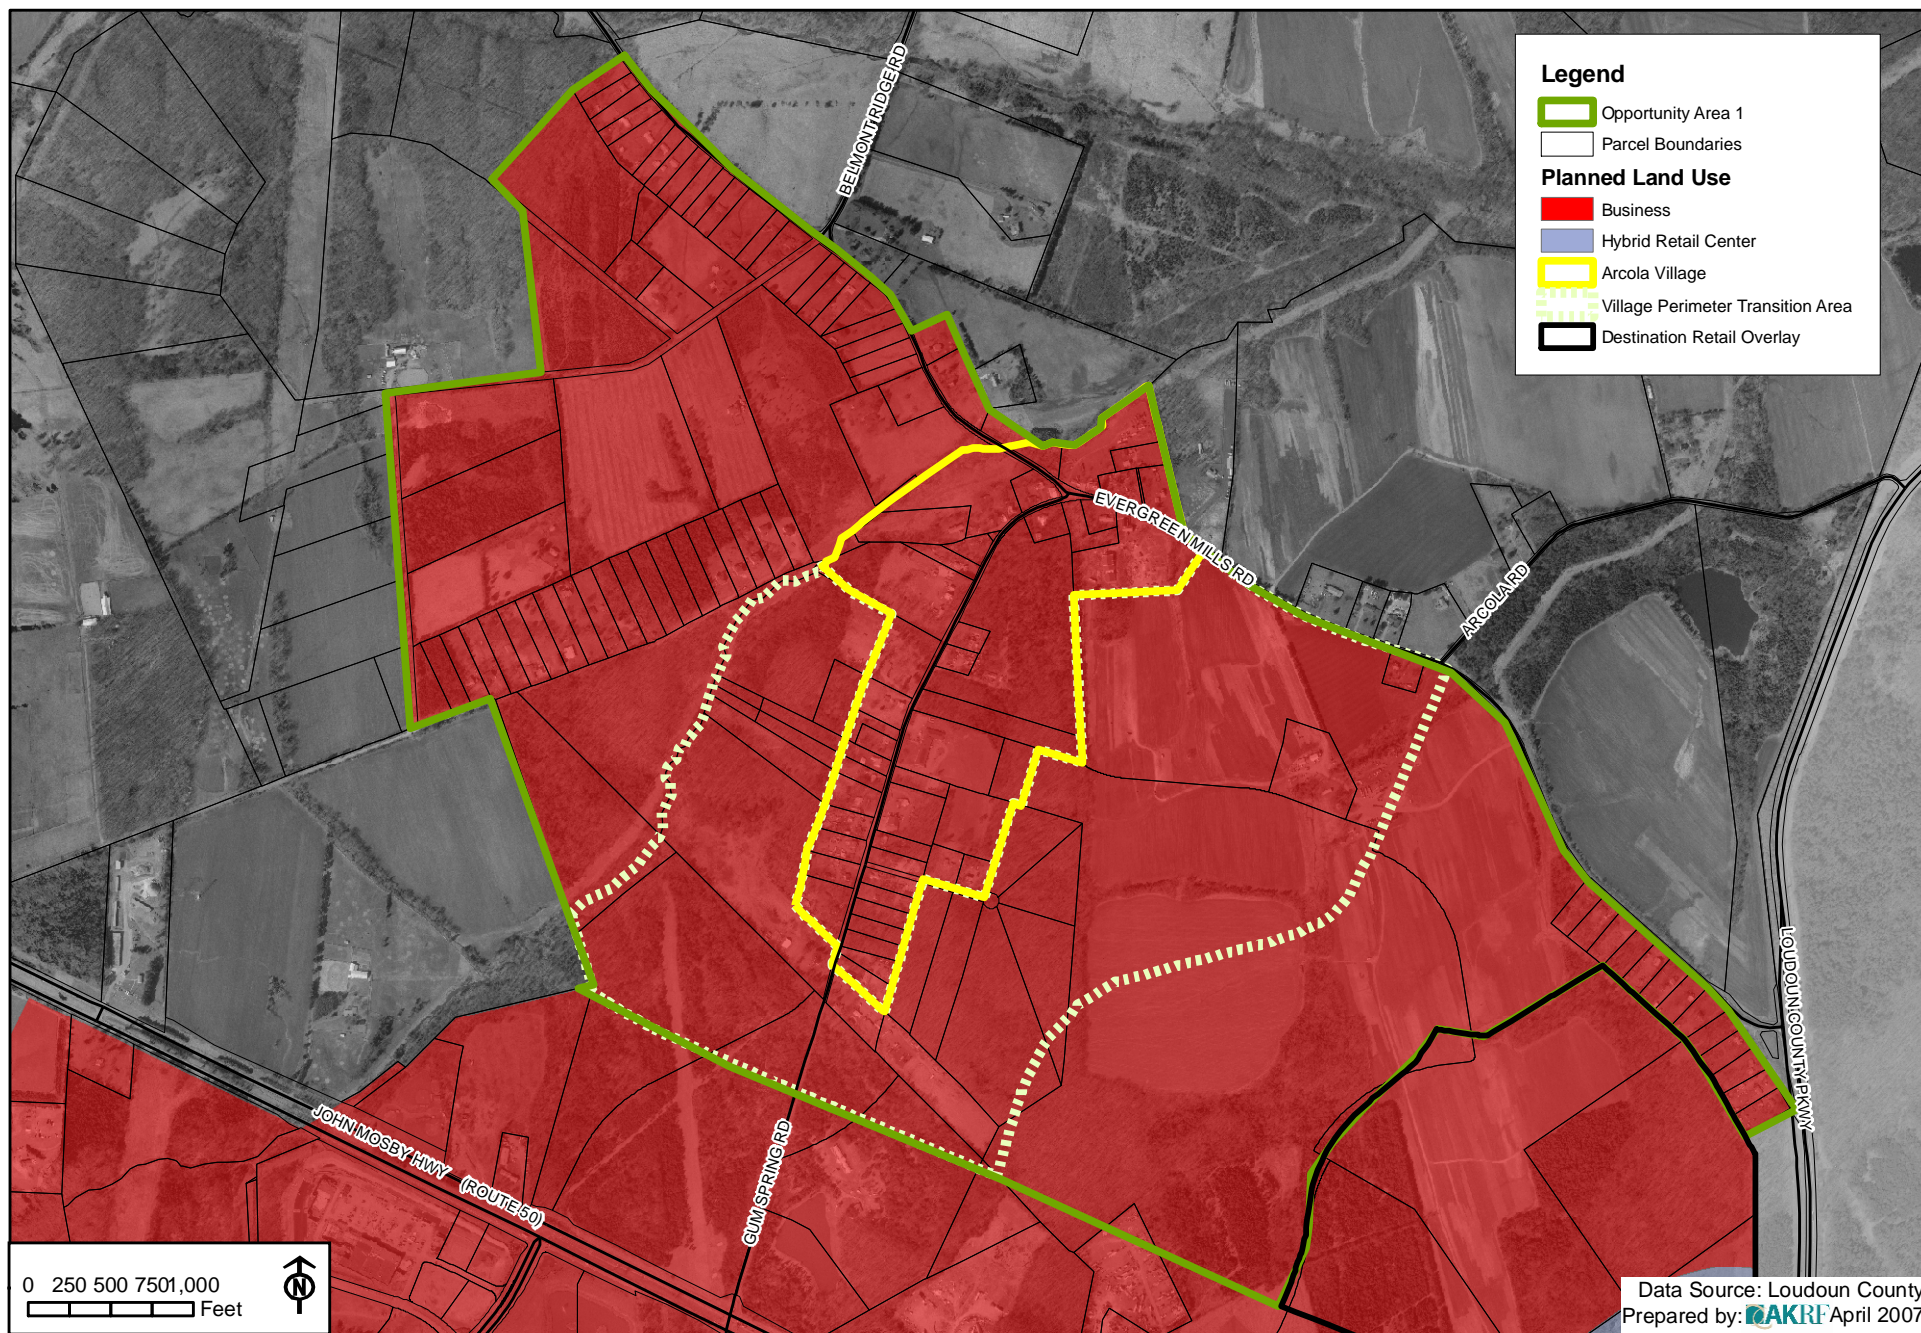 Legend
Opportunity Area 1
Parcel Boundaries
Planned Land Use
Business
Hybrid Retail Center
Arcola Village
Village Perimeter Transition Area
Destination Retail Overlay
BELMONT RIDGE RD
EVERGREEN MILLS RD
ARCOLA RD
LOUDOUN COUNTY PKWY
JOHN MOSBY HWY (ROUTE 50)
GUM SPRING RD
0 250 500 7501,000
Feet
N
Data Source: Loudoun County
Prepared by: AKRF April 2007